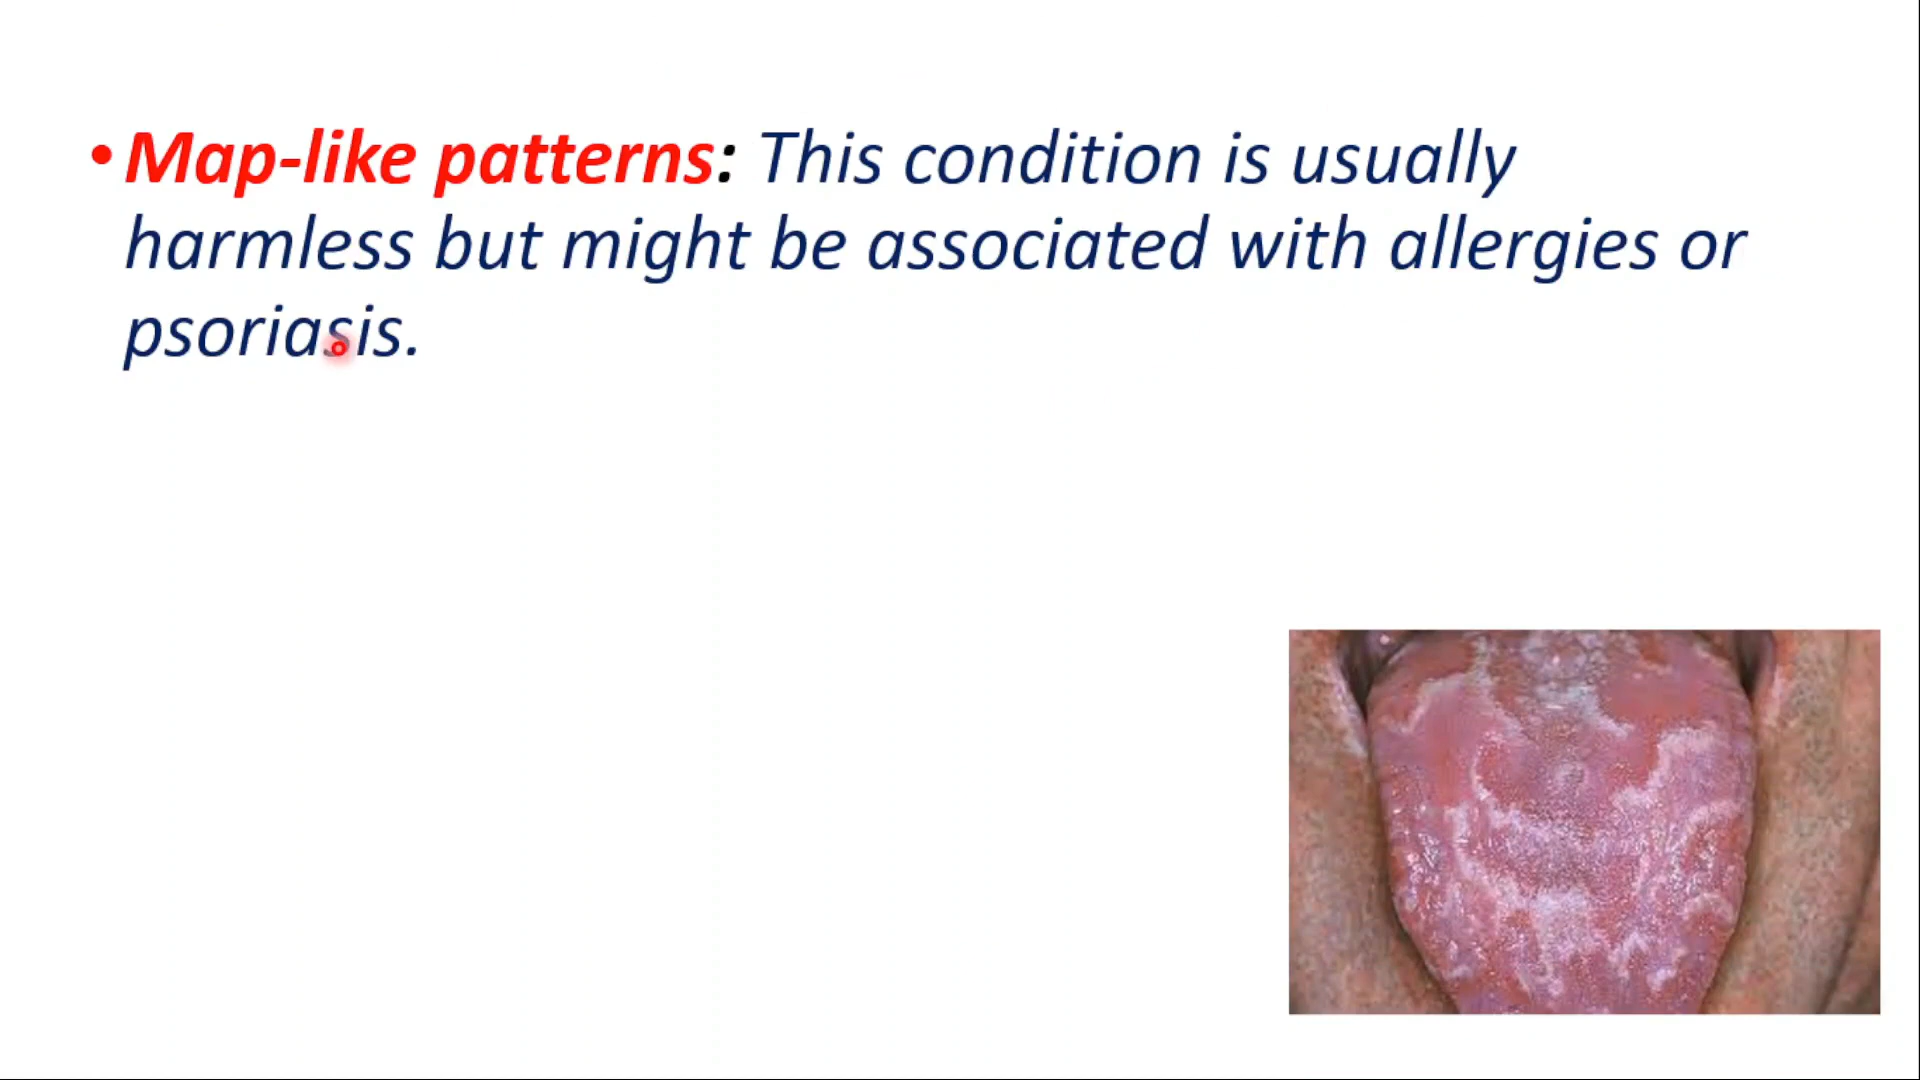 • Map-like patterns: This condition is usually
harmless but might be associated with allergies or
psoriasis.